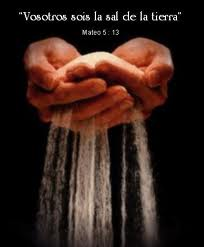 "Vosotros sois la sal de la tierra"
Mateo 5 : 13